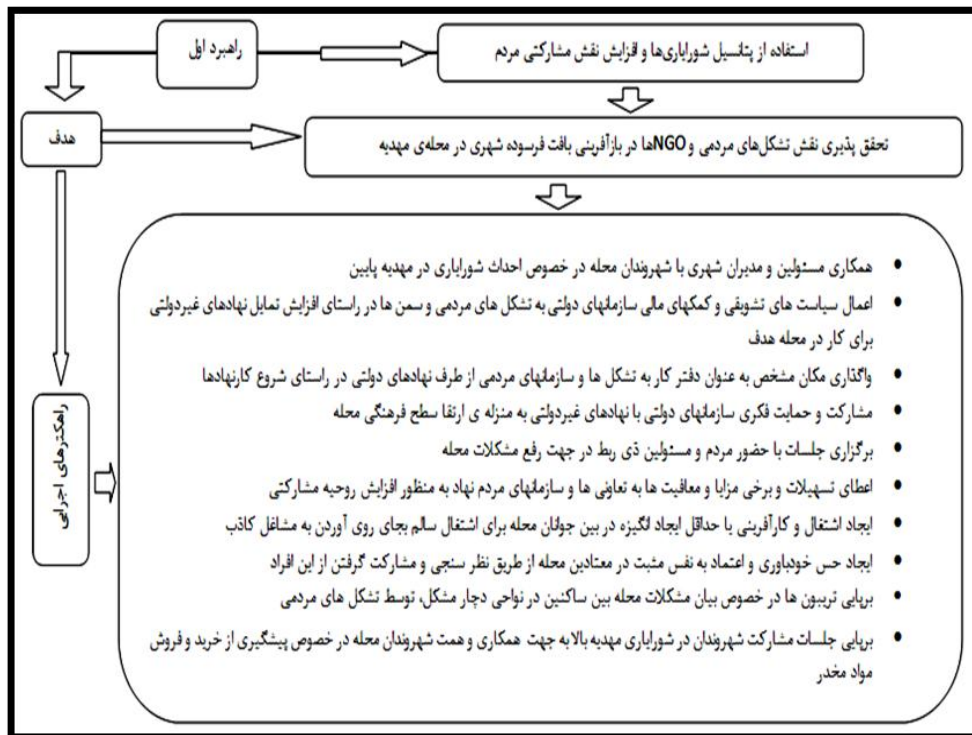 راهبرد اول
استفاده از پتانسیل شورایاری‌ها و افزایش نقش مشارکتی مردم
هدف
تحقق پذیری نقش تشکل‌های مردمی و NGOها در بازآفرینی بافت فرسوده شهری در محله‌ی مهدیه
راهکترهای اجرایی
• همکاری مسئولین و مدیران شهری با شهروندان محله در خصوص احداث شورایاری در مهدیه پایین
• اعمال سیاست های تشویقی و کمکهای مالی سازمانهای دولتی به تشکل های مردمی و سمن ها در راستای افزایش تمایل نهادهای غیردولتی
برای کار در محله هدف
• واگذاری مکان مشخص به عنوان دفتر کار به تشکل ها و سازمانهای مردمی از طرف نهادهای دولتی در راستای شروع کارنهادها
• مشارکت و حمایت فکری سازمانهای دولتی با نهادهای غیردولتی به منزله ی ارتقا سطح فرهنگی محله
• برگزاری جلسات با حضور مردم و مسئولین ذی ربط در جهت رفع مشکلات محله
• اعطای تسهیلات و برخی مزایا و معافیت ها به تعاونی ها و سازمانهای مردم نهاد به منظور افزایش روحیه مشارکتی
• ایجاد اشتغال و کارآفرینی یا حداقل ایجاد انگیزه در بین جوانان محله برای اشتغال سالم بجای روی آوردن به مشاغل کاذب
• ایجاد حس خودباوری و اعتماد به نفس مثبت در معتادین محله از طریق نظر سنجی و مشارکت گرفتن از این افراد
• برپایی تریبون ها در خصوص بیان مشکلات محله بین ساکنین در نواحی دچار مشکل، توسط تشکل های مردمی
• برپایی جلسات مشارکت شهروندان در شورایاری مهدیه بالا به جهت همکاری و همت شهروندان محله در خصوص پیشگیری از خرید و فروش
مواد مخدر